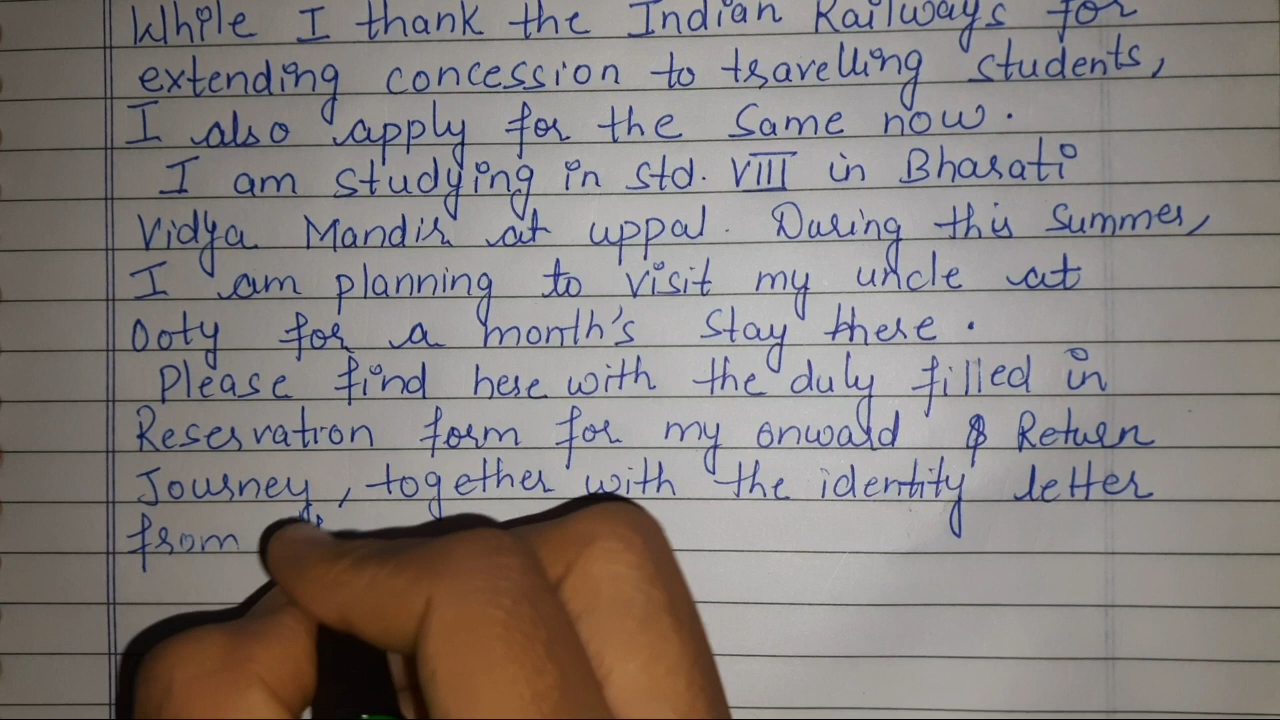 While I thank the Indian Railways for
extending concession to travelling students,
I also apply for the same now.
I am studying in std. VIII in Bharati
Vidya Mandir at uppal. During this summer,
I am planning to visit my uncle at
Ooty for a month's stay there.
Please find here with the duly filled in
Reservation form for my onward & Return
Journey, together with the identity letter
from